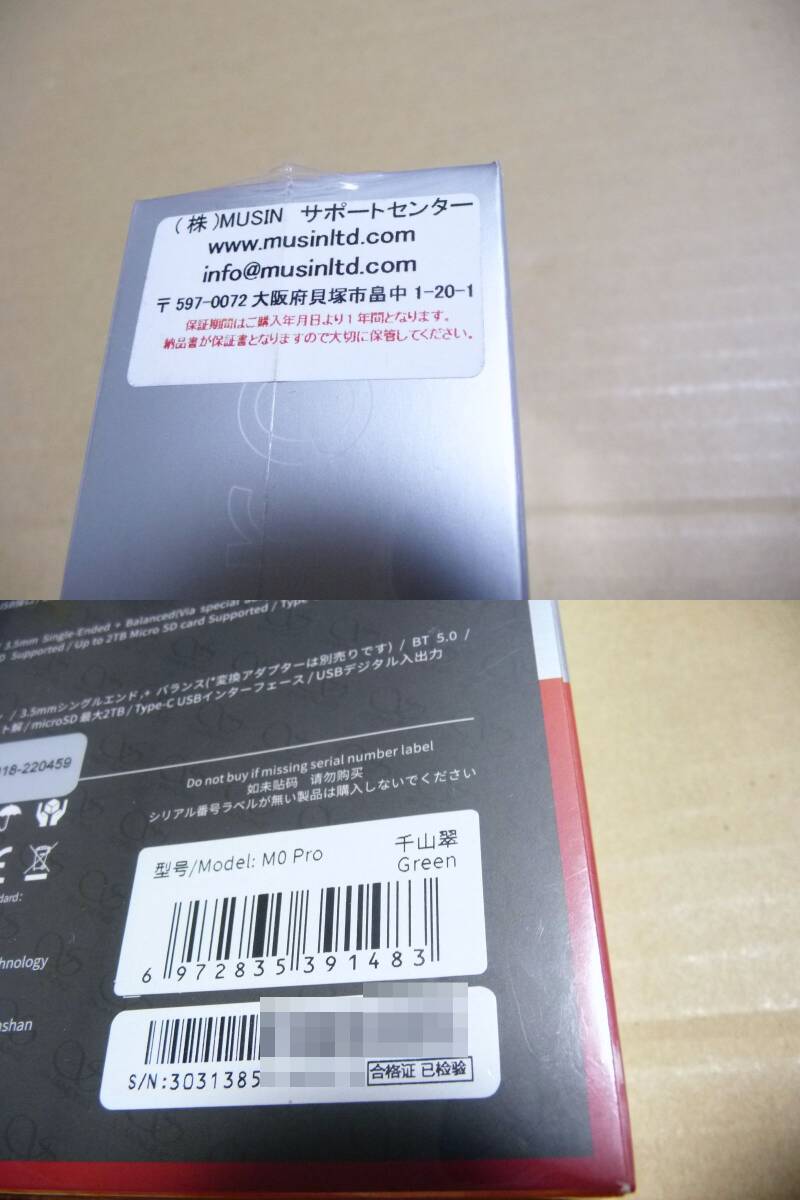 (株)MUSIN サポートセンター
www.musinltd.com
info@musinltd.com
〒597-0072 大阪府貝塚市畠中 1-20-1
保証期間はご購入年月日より1年間となります。
納品書が保証書となりますので大切に保管してください。
3.5mm Single-Ended + Balanced(Via special
Supported / Up to 2TB Micro SD card Supported / Type
/ 3.5mmシングルエンド,+ バランス(*変換アダプターは別売りです) / BT 5.0 /
ト解/microSD 最大2TB/Type-C USBインターフェース/USBデジタル入出力
18-220459
Do not buy if missing serial number label
如未贴码 请勿购买
シリアル番号ラベルが無い製品は購入しないでください
型号/Model: M0 Pro
千山翠
Green
6 972835 391483
S/N:3031385
合格证 已检验
dard:
hnology
nshan